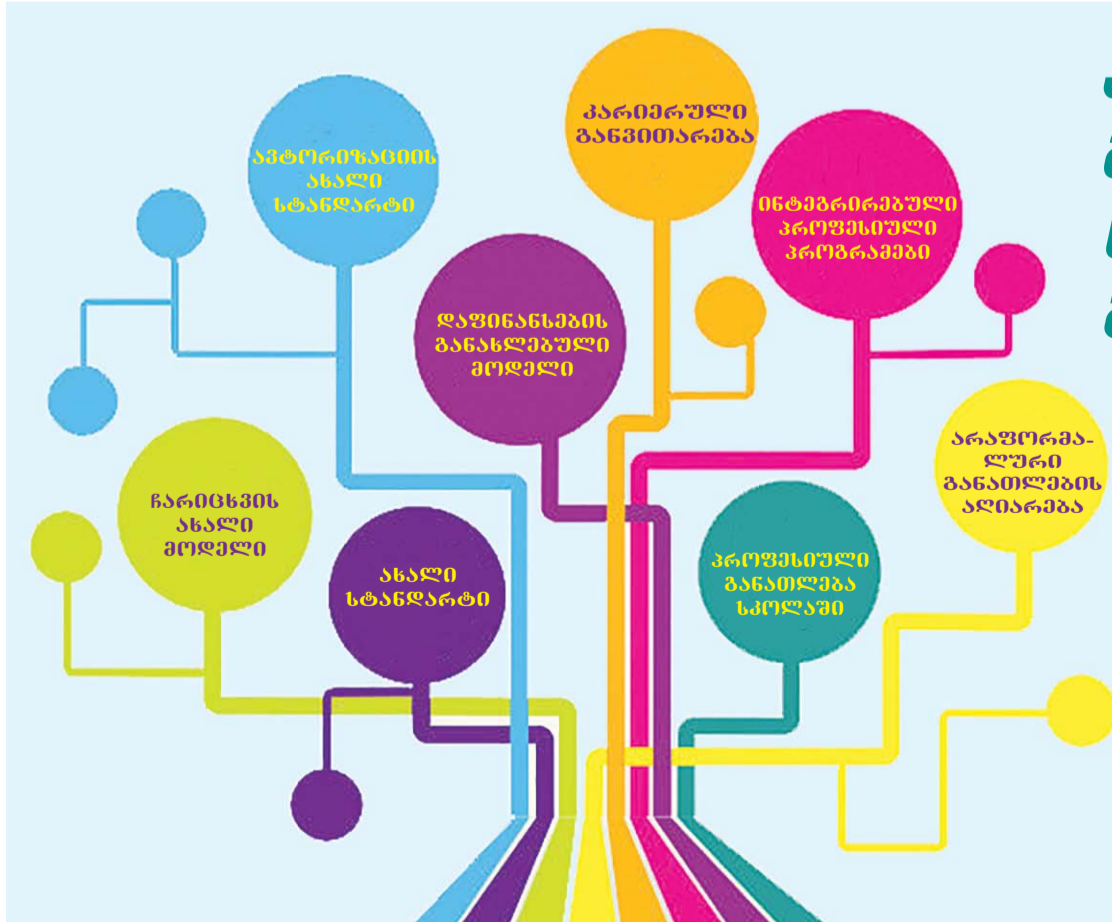 ავტორიზაციის
ახალი
სტანდარტი
კარიერული
განვითარება
ინტეგრირებული
პროფესიული
პროგრამები
დაფინანსების
განახლებული
მოდელი
არაფორმა-
ლური
განათლების
აღიარება
ჩარიცხვის
ახალი
მოდელი
ახალი
სტანდარტი
პროფესიული
განათლება
სკოლაში